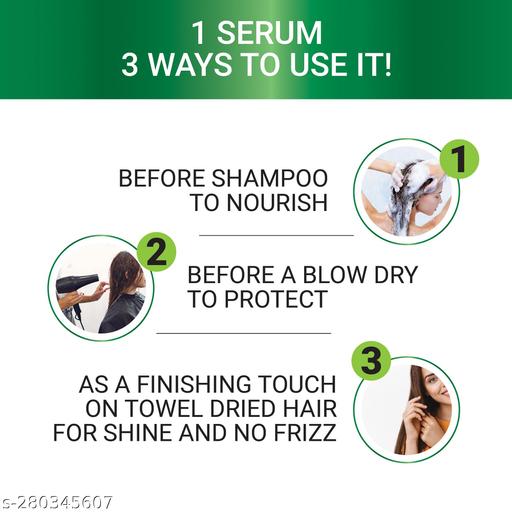 1 SERUM
3 WAYS TO USE IT!
1
BEFORE SHAMPOO
TO NOURISH
2
BEFORE A BLOW DRY
TO PROTECT
3
AS A FINISHING TOUCH
ON TOWEL DRIED HAIR
FOR SHINE AND NO FRIZZ
s-280345607